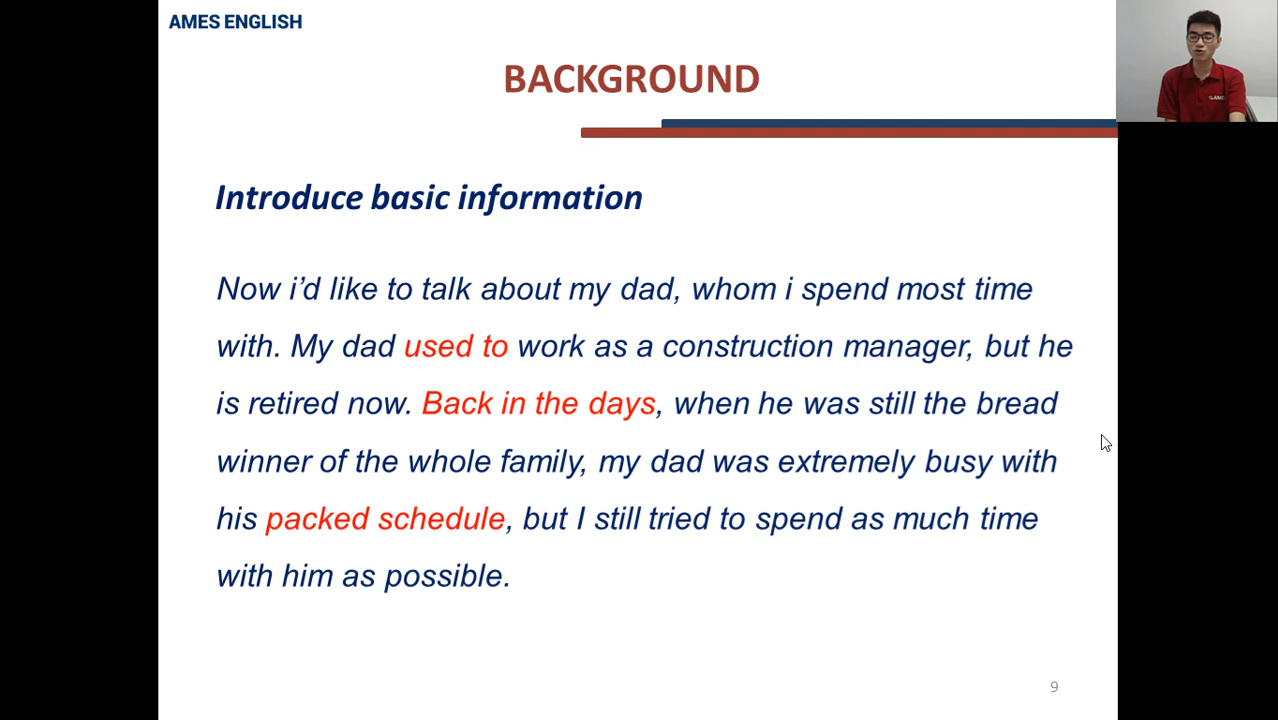 AMES ENGLISH
BACKGROUND
Introduce basic information
Now i’d like to talk about my dad, whom i spend most time
with. My dad used to work as a construction manager, but he
is retired now. Back in the days, when he was still the bread
winner of the whole family, my dad was extremely busy with
his packed schedule, but I still tried to spend as much time
with him as possible.
9